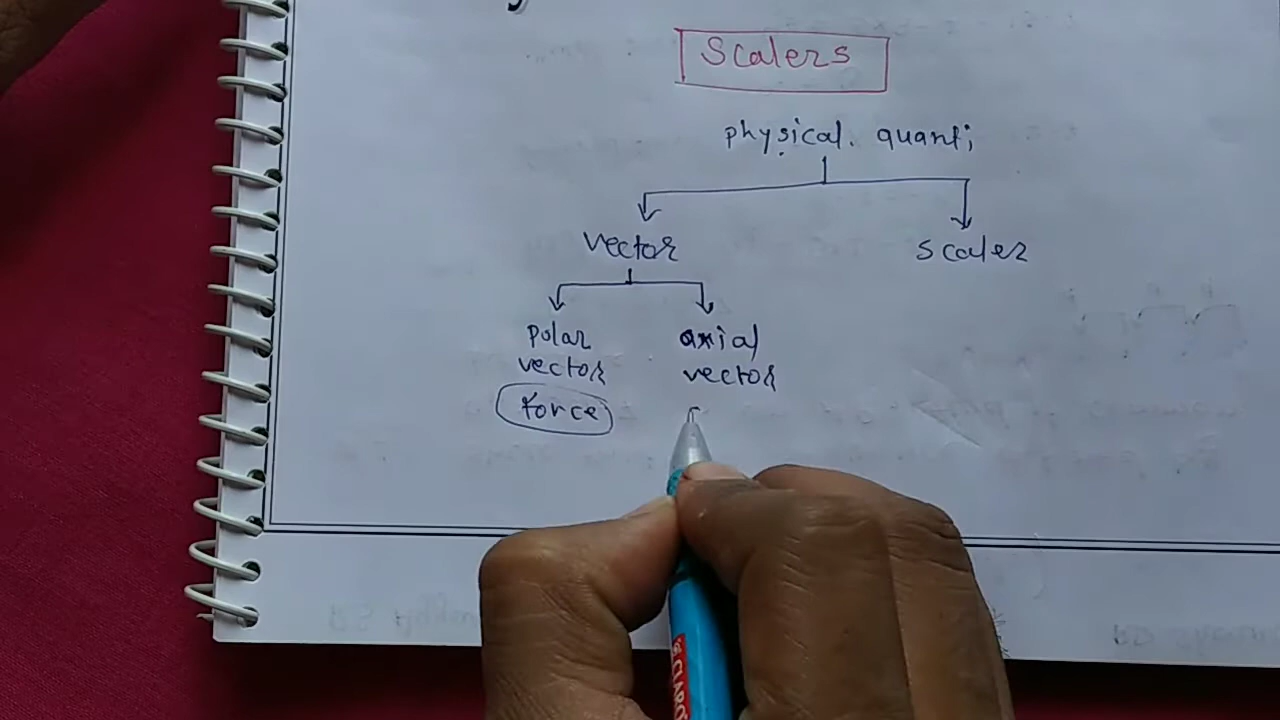 Scalers
physical. quanti
vector scaler
polar vector axial vector
force